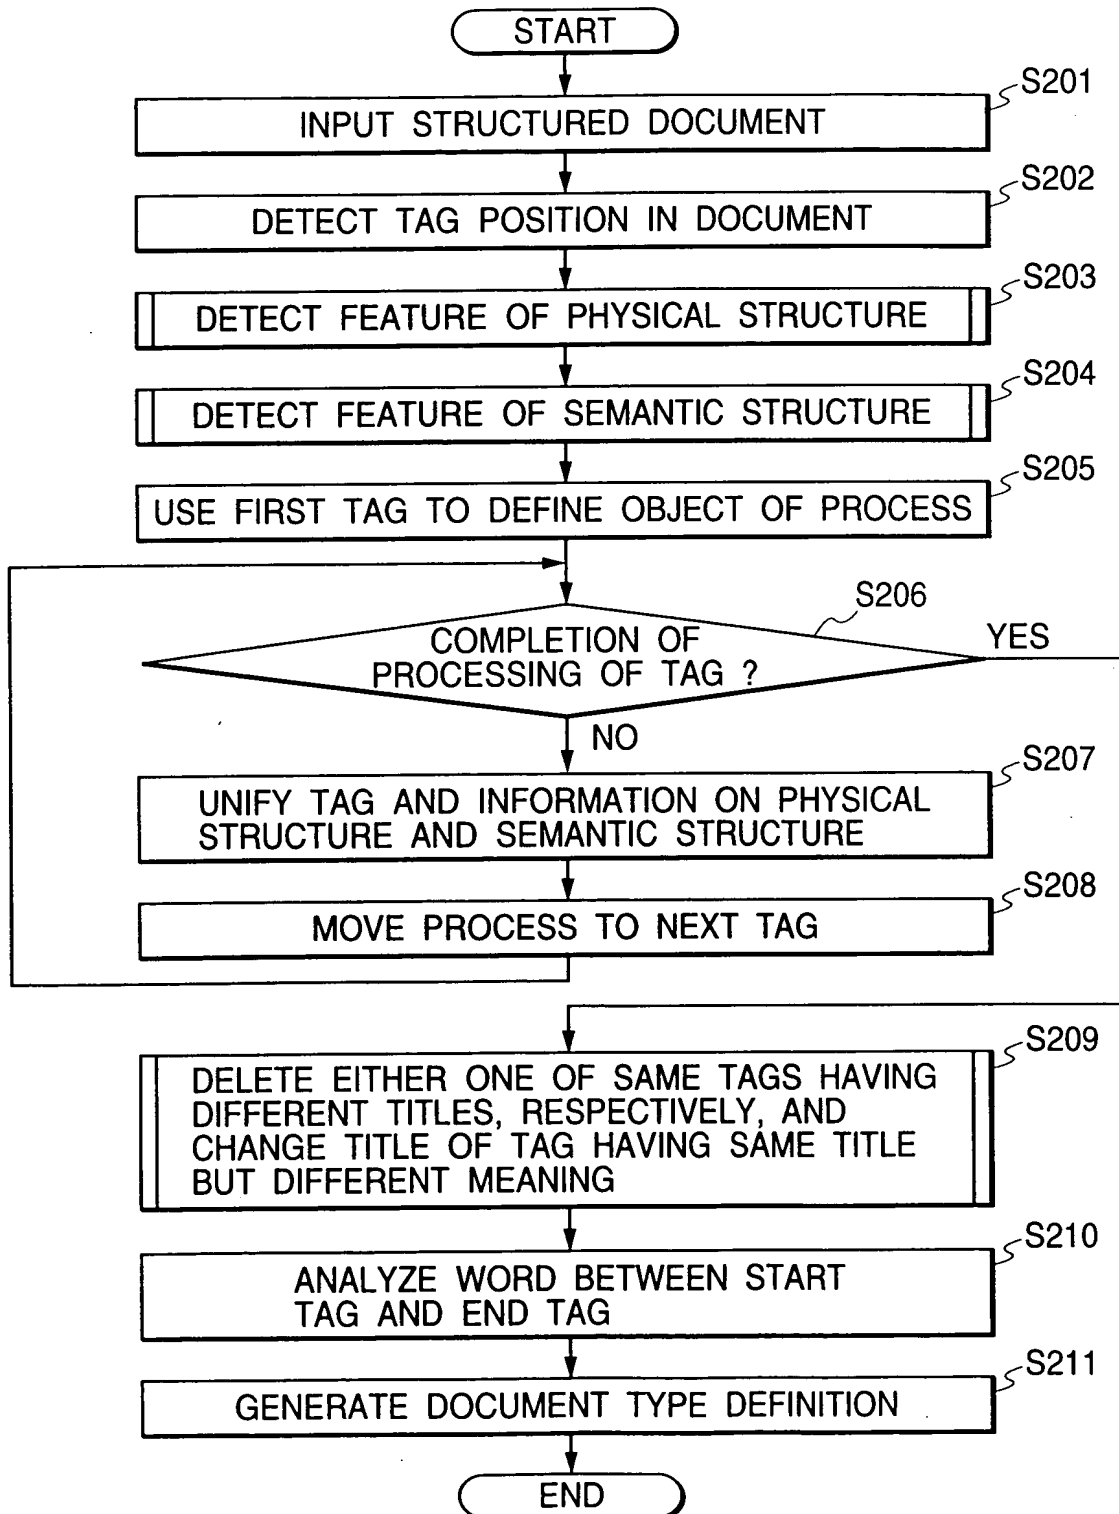 START
S201
INPUT STRUCTURED DOCUMENT
S202
DETECT TAG POSITION IN DOCUMENT
S203
DETECT FEATURE OF PHYSICAL STRUCTURE
S204
DETECT FEATURE OF SEMANTIC STRUCTURE
S205
USE FIRST TAG TO DEFINE OBJECT OF PROCESS
S206
COMPLETION OF
PROCESSING OF TAG ?
YES
NO
S207
UNIFY TAG AND INFORMATION ON PHYSICAL
STRUCTURE AND SEMANTIC STRUCTURE
S208
MOVE PROCESS TO NEXT TAG
S209
DELETE EITHER ONE OF SAME TAGS HAVING
DIFFERENT TITLES, RESPECTIVELY, AND
CHANGE TITLE OF TAG HAVING SAME TITLE
BUT DIFFERENT MEANING
S210
ANALYZE WORD BETWEEN START
TAG AND END TAG
S211
GENERATE DOCUMENT TYPE DEFINITION
END